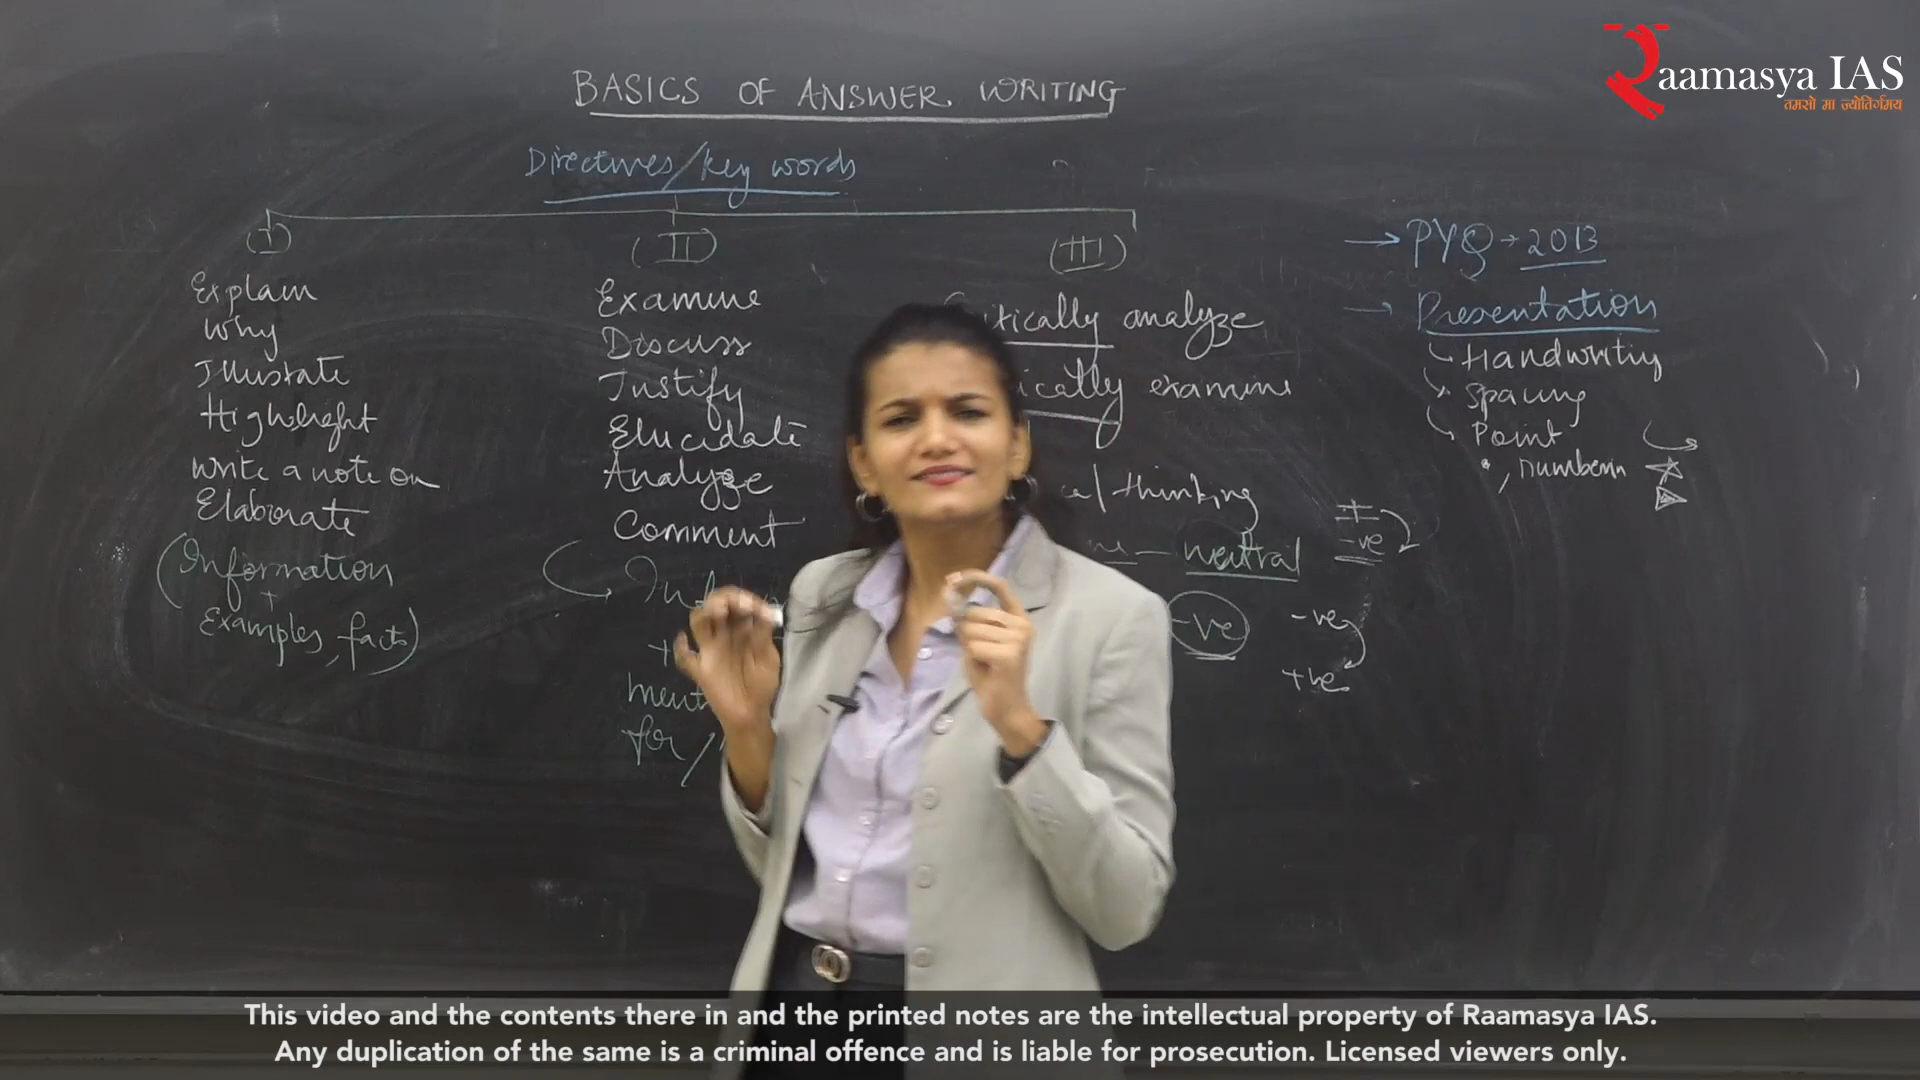 Raamasya IAS
तमसो मा ज्योतिर्गमय
BASICS OF ANSWER WRITING
Directives/key words
(I)
Explain
Why
Illustrate
Highlight
Write a note on
Elaborate
(Information
+
Examples, facts)
(II)
Examine
Discuss
Justify
Elucidate
Analyze
Comment
for/
(III)
analyze
examine
thinking
neutral
-ve
+
-ve
-ve
+ve
→ PYQ → 2013
→ Presentation
Handwriting
Spacing
Point
, numberin
This video and the contents there in and the printed notes are the intellectual property of Raamasya IAS.
Any duplication of the same is a criminal offence and is liable for prosecution. Licensed viewers only.